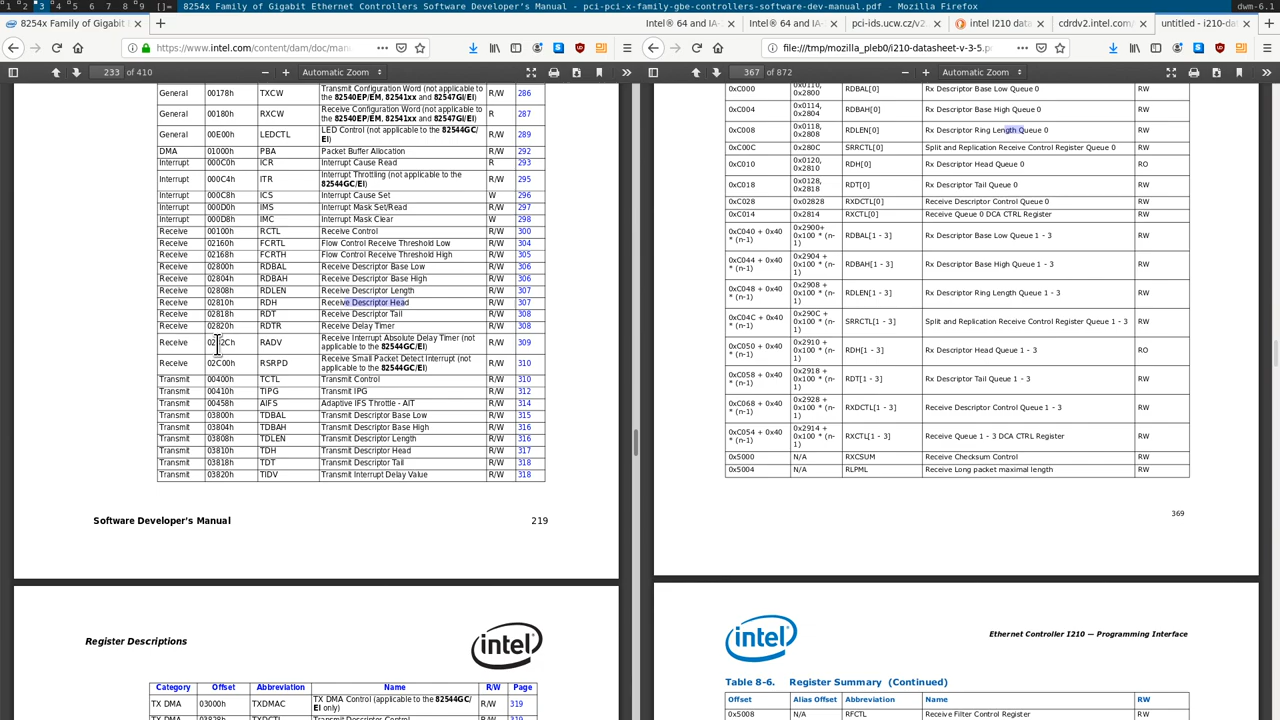 1 2 3 4 5 6 7 8 9 []= 8254x Family of Gigabit Ethernet Controllers Software Developer's Manual - pci-pci-x-family-gbe-controllers-software-dev-manual.pdf - Mozilla Firefox dwm-6.1
8254x Family of Gigabit
https://www.intel.com/content/dam/doc/man
233 of 410
Automatic Zoom
General 00178h TXCW Transmit Configuration Word (not applicable to the 82540EP/EM, 82541xx and 82547GI/EI) R/W 286
General 00180h RXCW Receive Configuration Word (not applicable to the 82540EP/EM, 82541xx and 82547GI/EI) R 287
General 00E00h LEDCTL LED Control (not applicable to the 82544GC/EI) R/W 289
DMA 01000h PBA Packet Buffer Allocation R/W 292
Interrupt 000C0h ICR Interrupt Cause Read R 293
Interrupt 000C4h ITR Interrupt Throttling (not applicable to the 82544GC/EI) R/W 295
Interrupt 000C8h ICS Interrupt Cause Set W 296
Interrupt 000D0h IMS Interrupt Mask Set/Read R/W 297
Interrupt 000D8h IMC Interrupt Mask Clear W 298
Receive 00100h RCTL Receive Control R/W 300
Receive 02160h FCRTL Flow Control Receive Threshold Low R/W 304
Receive 02168h FCRTH Flow Control Receive Threshold High R/W 305
Receive 02800h RDBAL Receive Descriptor Base Low R/W 306
Receive 02804h RDBAH Receive Descriptor Base High R/W 306
Receive 02808h RDLEN Receive Descriptor Length R/W 307
Receive 02810h RDH Receive Descriptor Head R/W 307
Receive 02818h RDT Receive Descriptor Tail R/W 308
Receive 02820h RDTR Receive Delay Timer R/W 308
Receive RADV Receive Interrupt Absolute Delay Timer (not applicable to the 82544GC/EI) R/W 309
Receive 02C00h RSRPD Receive Small Packet Detect Interrupt (not applicable to the 82544GC/EI) R/W 310
Transmit 00400h TCTL Transmit Control R/W 310
Transmit 00410h TIPG Transmit IPG R/W 312
Transmit 00458h AIFS Adaptive IFS Throttle - AIT R/W 314
Transmit 03800h TDBAL Transmit Descriptor Base Low R/W 315
Transmit 03804h TDBAH Transmit Descriptor Base High R/W 316
Transmit 03808h TDLEN Transmit Descriptor Length R/W 316
Transmit 03810h TDH Transmit Descriptor Head R/W 317
Transmit 03818h TDT Transmit Descriptor Tail R/W 318
Transmit 03820h TIDV Transmit Interrupt Delay Value R/W 318
Software Developer's Manual 219
Register Descriptions
intel
Category Offset Abbreviation Name R/W Page
TX DMA 03000h TXDMAC TX DMA Control (applicable to the 82544GC/EI only) R/W 319
TX DMA 03828h TXDCTL Transmit Descriptor Control R/W 319
Intel® 64 and IA- Intel® 64 and IA- pci-ids.ucw.cz/v2. intel I210 data cdrdv2.intel.com/ untitled - i210-dat
file:///tmp/mozilla_pleb0/i210-datasheet-v-3-5.p
367 of 872
Automatic Zoom
0xC000 0x0110, 0x2800 RDBAL[0] Rx Descriptor Base Low Queue 0 RW
0xC004 0x0114, 0x2804 RDBAH[0] Rx Descriptor Base High Queue 0 RW
0xC008 0x0118, 0x2808 RDLEN[0] Rx Descriptor Ring Length Queue 0 RW
0xC00C 0x280C SRRCTL[0] Split and Replication Receive Control Register Queue 0 RW
0xC010 0x0120, 0x2810 RDH[0] Rx Descriptor Head Queue 0 RO
0xC018 0x0128, 0x2818 RDT[0] Rx Descriptor Tail Queue 0 RW
0xC028 0x02828 RXDCTL[0] Receive Descriptor Control Queue 0 RW
0xC014 0x2814 RXCTL[0] Receive Queue 0 DCA CTRL Register RW
0xC040 + 0x40 * (n-1) 0x2900+ 0x100 * (n-1) RDBAL[1 - 3] Rx Descriptor Base Low Queue 1 - 3 RW
0xC044 + 0x40 * (n-1) 0x2904 + 0x100 * (n-1) RDBAH[1 - 3] Rx Descriptor Base High Queue 1 - 3 RW
0xC048 + 0x40 * (n-1) 0x2908 + 0x100 * (n-1) RDLEN[1 - 3] Rx Descriptor Ring Length Queue 1 - 3 RW
0xC04C + 0x40 * (n-1) 0x290C + 0x100 * (n-1) SRRCTL[1 - 3] Split and Replication Receive Control Register Queue 1 - 3 RW
0xC050 + 0x40 * (n-1) 0x2910 + 0x100 * (n-1) RDH[1 - 3] Rx Descriptor Head Queue 1 - 3 RO
0xC058 + 0x40 * (n-1) 0x2918 + 0x100 * (n-1) RDT[1 - 3] Rx Descriptor Tail Queue 1 - 3 RW
0xC068 + 0x40 * (n-1) 0x2928 + 0x100 * (n-1) RXDCTL[1 - 3] Receive Descriptor Control Queue 1 - 3 RW
0xC054 + 0x40 * (n-1) 0x2914 + 0x100 * (n-1) RXCTL[1 - 3] Receive Queue 1 - 3 DCA CTRL Register RW
0x5000 N/A RXCSUM Receive Checksum Control RW
0x5004 N/A RLPML Receive Long packet maximal length RW
369
intel
Ethernet Controller I210 — Programming Interface
Table 8-6. Register Summary (Continued)
Offset Alias Offset Abbreviation Name RW
0x5008 N/A RFCTL Receive Filter Control Register RW